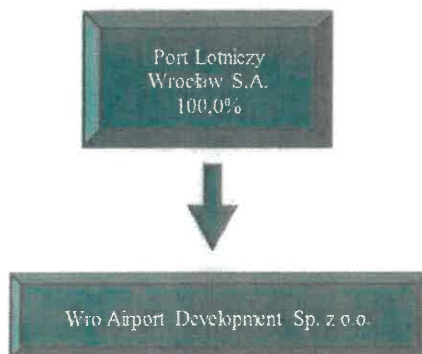 Port Lotniczy
Wrocław S.A.
100,0%
Wro Airport Development Sp. z o.o.